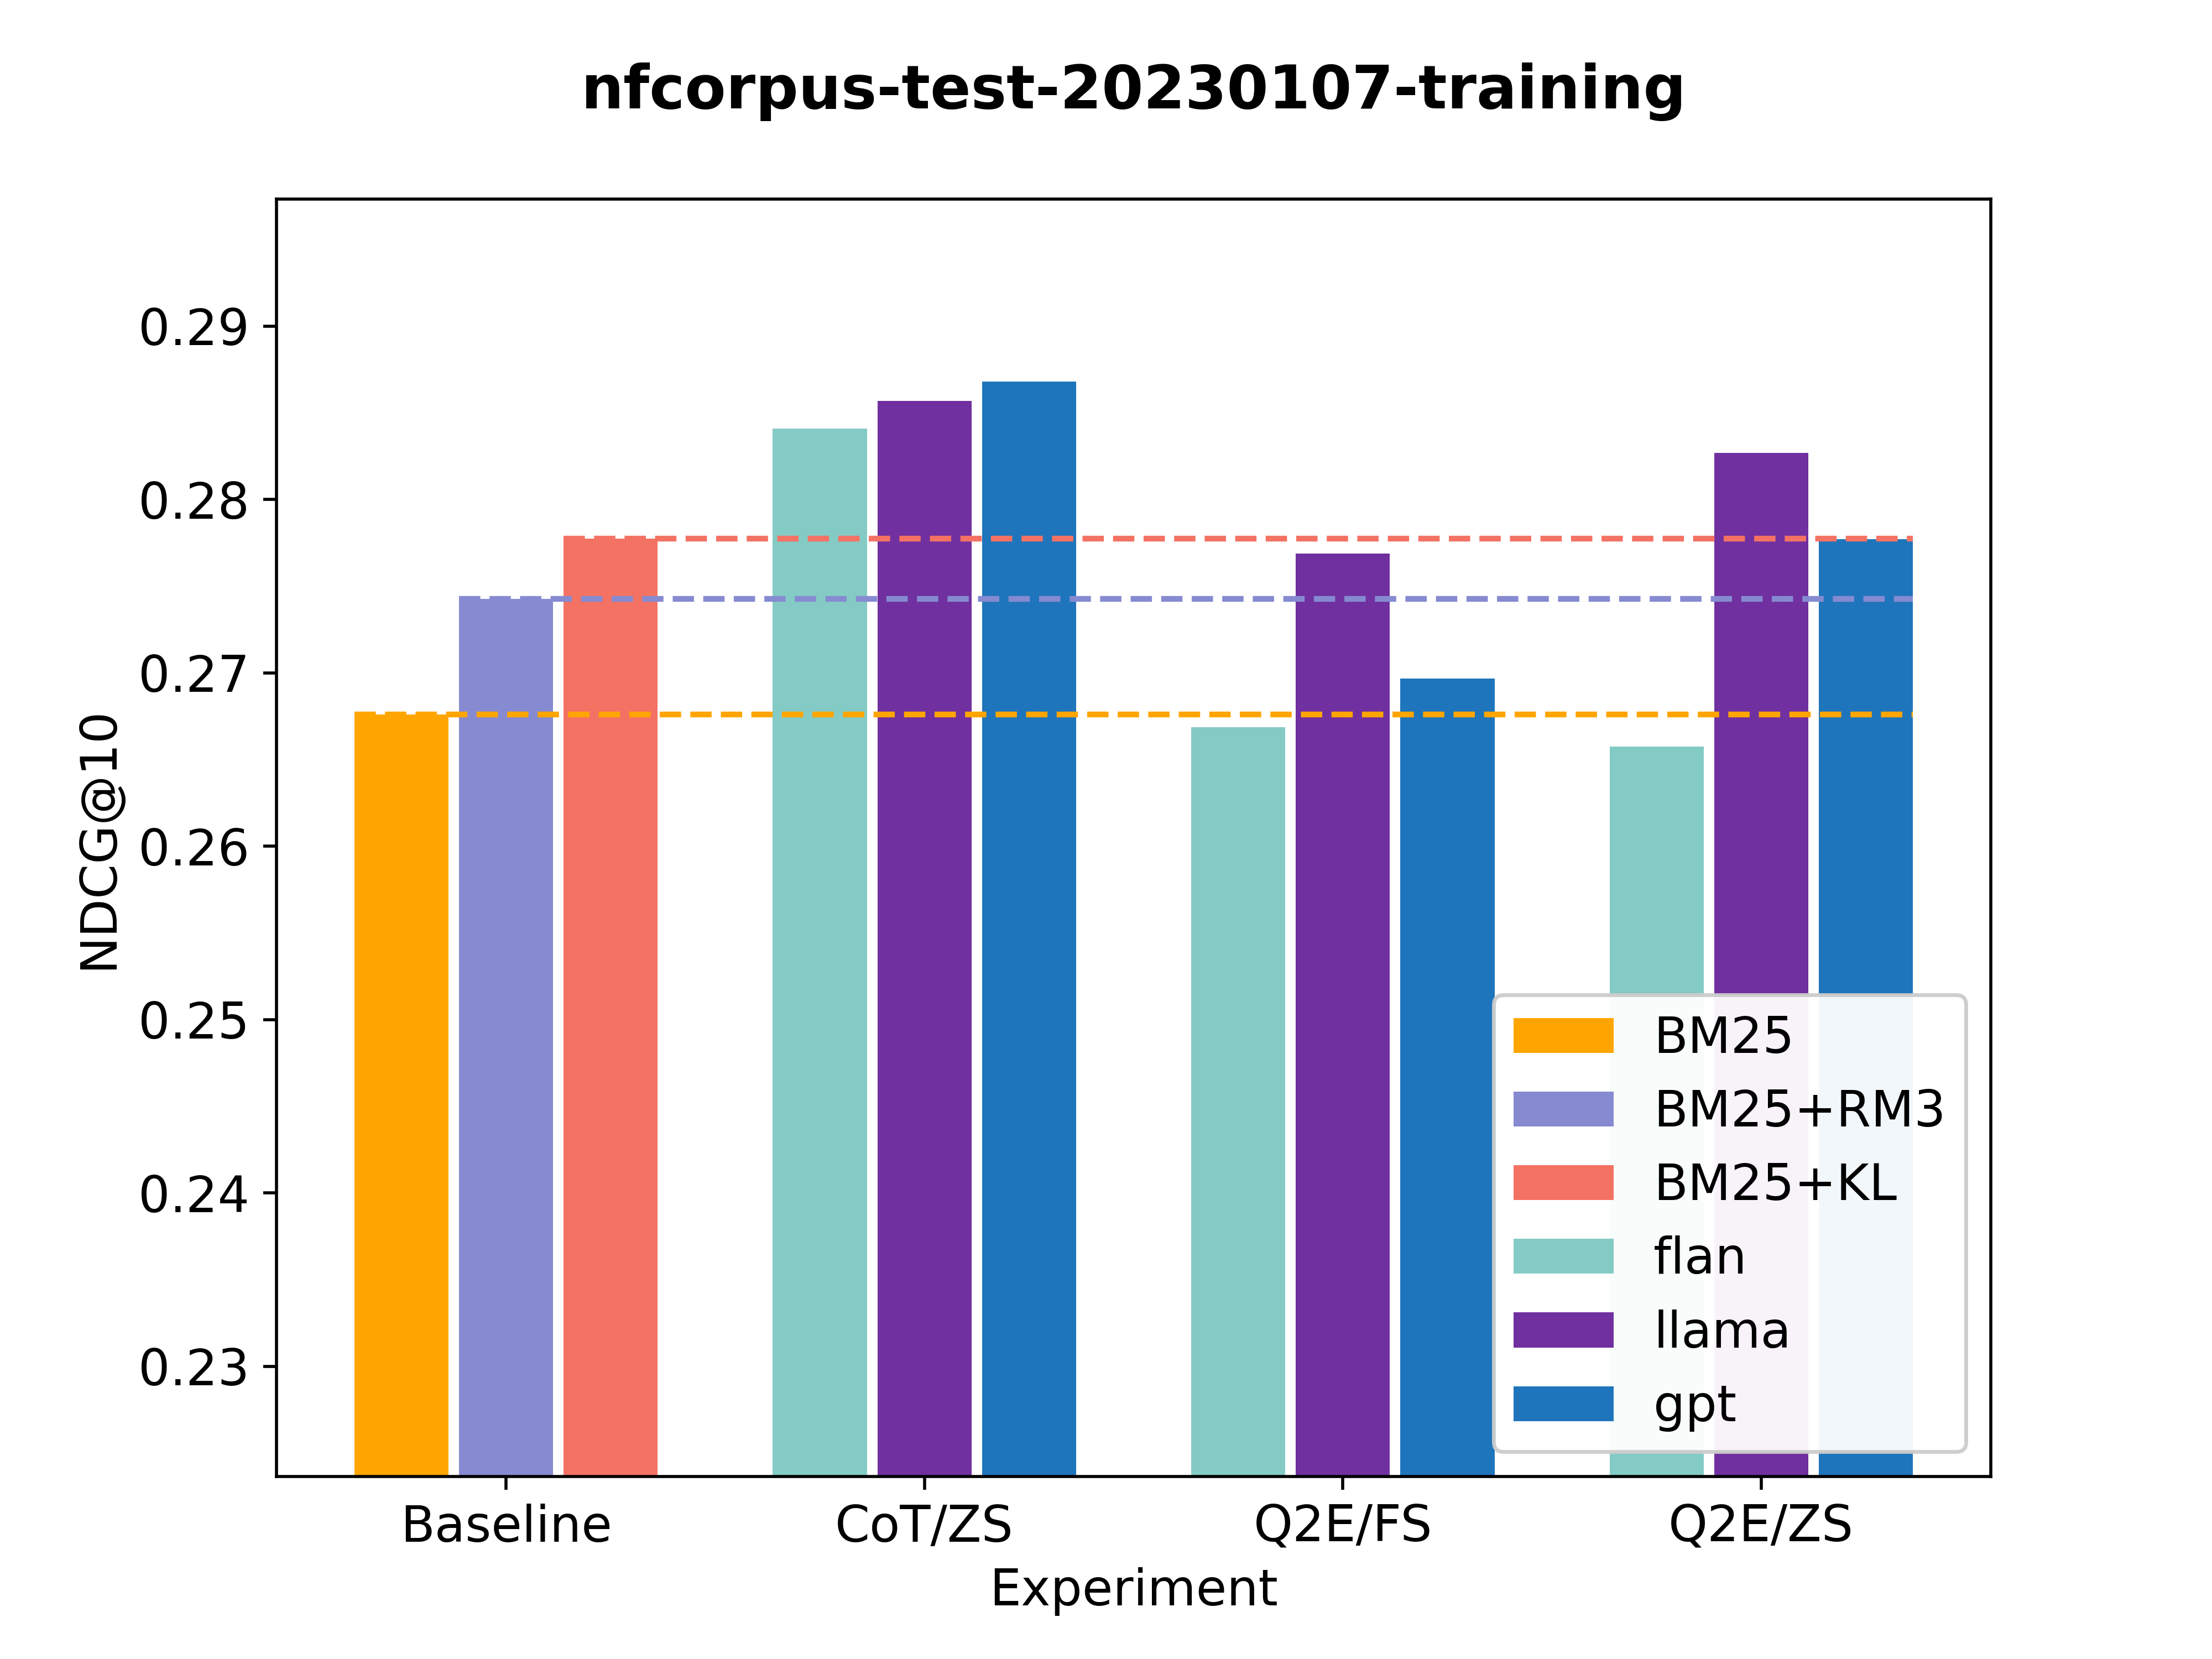 nfcorpus-test-20230107-training
NDCG@10
0.29
0.28
0.27
0.26
0.25
0.24
0.23
BM25
BM25+RM3
BM25+KL
flan
llama
gpt
Baseline
CoT/ZS
Q2E/FS
Q2E/ZS
Experiment